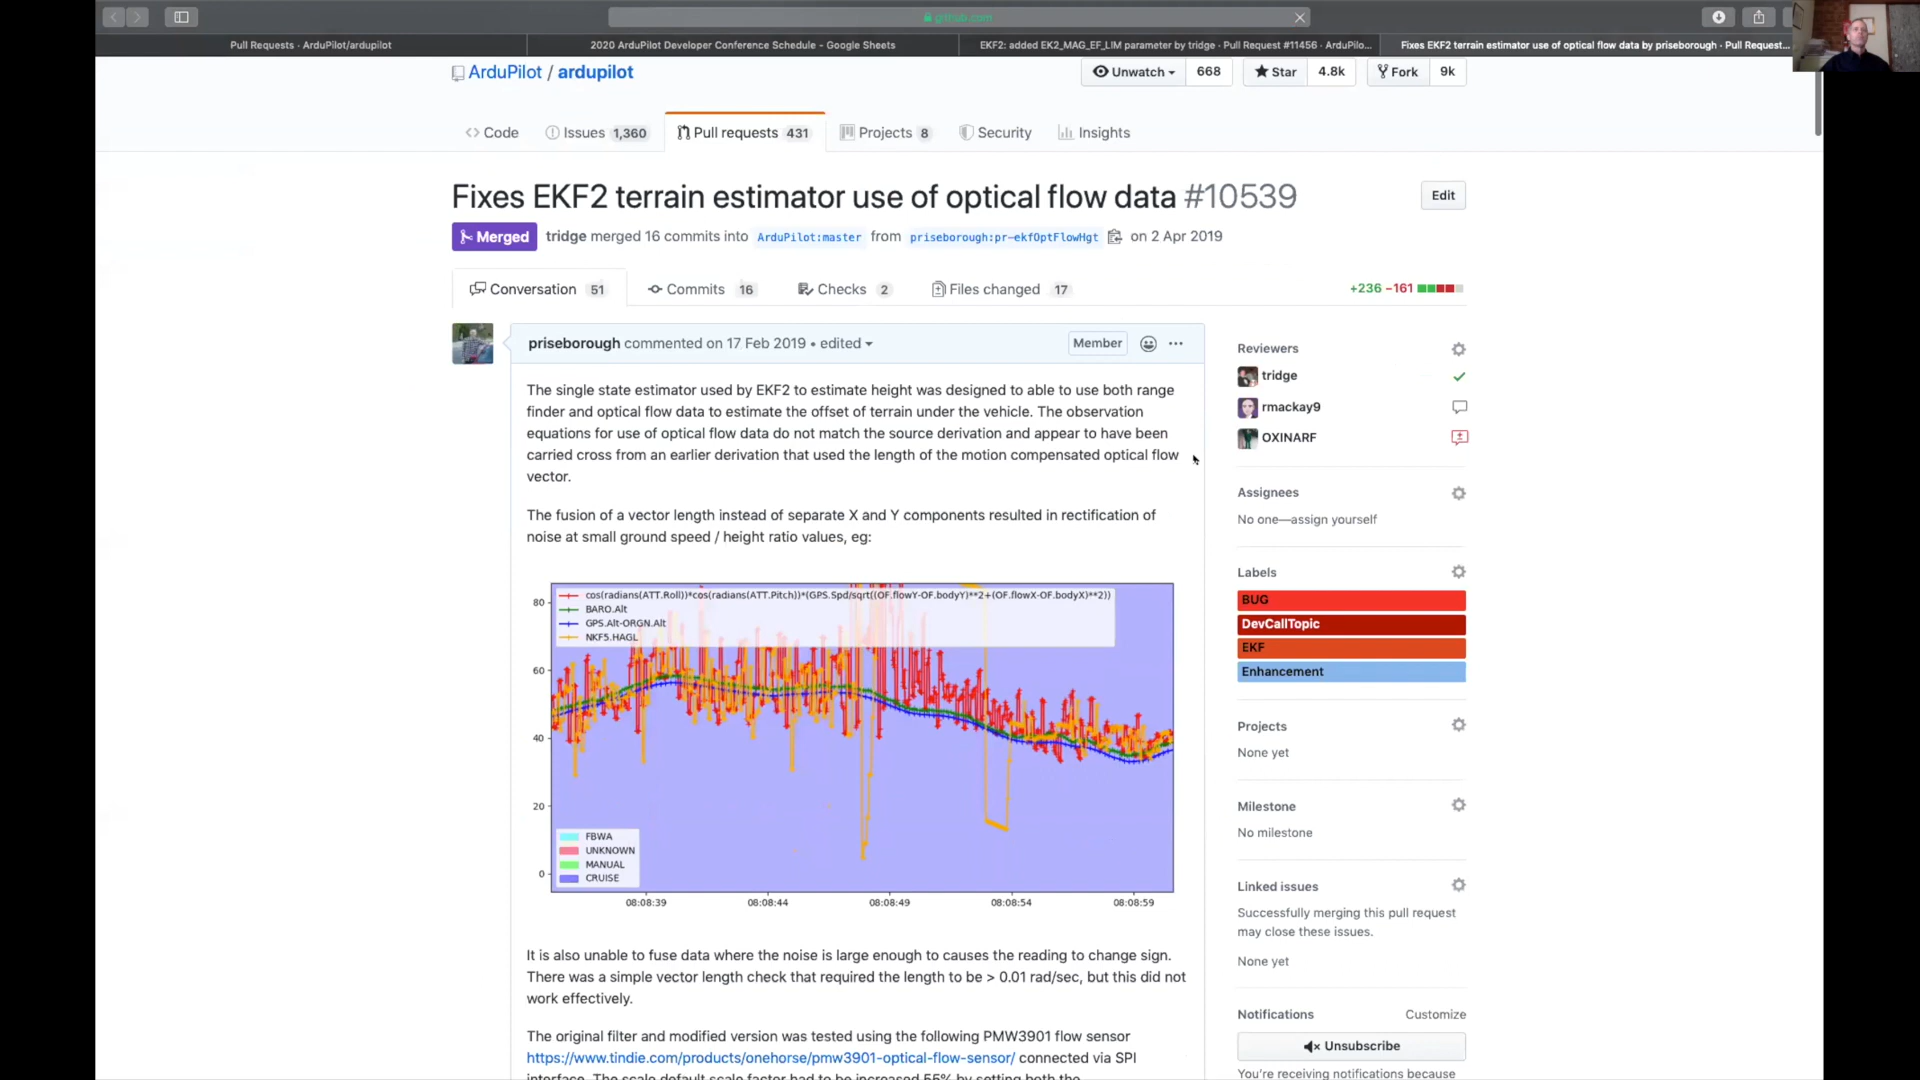 github.com
Pull Requests · ArduPilot/ardupilot
2020 ArduPilot Developer Conference Schedule - Google Sheets
EKF2: added EK2_MAG_EF_LIM parameter by tridge · Pull Request #11456 · ArduPilo...
Fixes EKF2 terrain estimator use of optical flow data by priseborough · Pull Request...
ArduPilot / ardupilot
Unwatch 668
Star 4.8k
Fork 9k
Code
Issues 1,360
Pull requests 431
Projects 8
Security
Insights
Fixes EKF2 terrain estimator use of optical flow data #10539
Edit
Merged
tridge merged 16 commits into ArduPilot:master from priseborough:pr-ekfOptFlowHgt on 2 Apr 2019
Conversation 51
Commits 16
Checks 2
Files changed 17
+236 −161
priseborough commented on 17 Feb 2019 • edited
Member
The single state estimator used by EKF2 to estimate height was designed to able to use both range
finder and optical flow data to estimate the offset of terrain under the vehicle. The observation
equations for use of optical flow data do not match the source derivation and appear to have been
carried cross from an earlier derivation that used the length of the motion compensated optical flow
vector.
The fusion of a vector length instead of separate X and Y components resulted in rectification of
noise at small ground speed / height ratio values, eg:
cos(radians(ATT.Roll))*cos(radians(ATT.Pitch))*(GPS.Spd/sqrt((OF.flowY-OF.bodyY)**2+(OF.flowX-OF.bodyX)**2))
BARO.Alt
GPS.Alt-ORGN.Alt
NKF5.HAGL
80
60
40
20
0
FBWA
UNKNOWN
MANUAL
CRUISE
08:08:39
08:08:44
08:08:49
08:08:54
08:08:59
It is also unable to fuse data where the noise is large enough to causes the reading to change sign.
There was a simple vector length check that required the length to be > 0.01 rad/sec, but this did not
work effectively.
The original filter and modified version was tested using the following PMW3901 flow sensor
https://www.tindie.com/products/onehorse/pmw3901-optical-flow-sensor/ connected via SPI
interface. The scale default scale factor had to be increased 55% by setting both the
Reviewers
tridge
rmackay9
OXINARF
Assignees
No one—assign yourself
Labels
BUG
DevCallTopic
EKF
Enhancement
Projects
None yet
Milestone
No milestone
Linked issues
Successfully merging this pull request
may close these issues.
None yet
Notifications
Customize
Unsubscribe
You're receiving notifications because